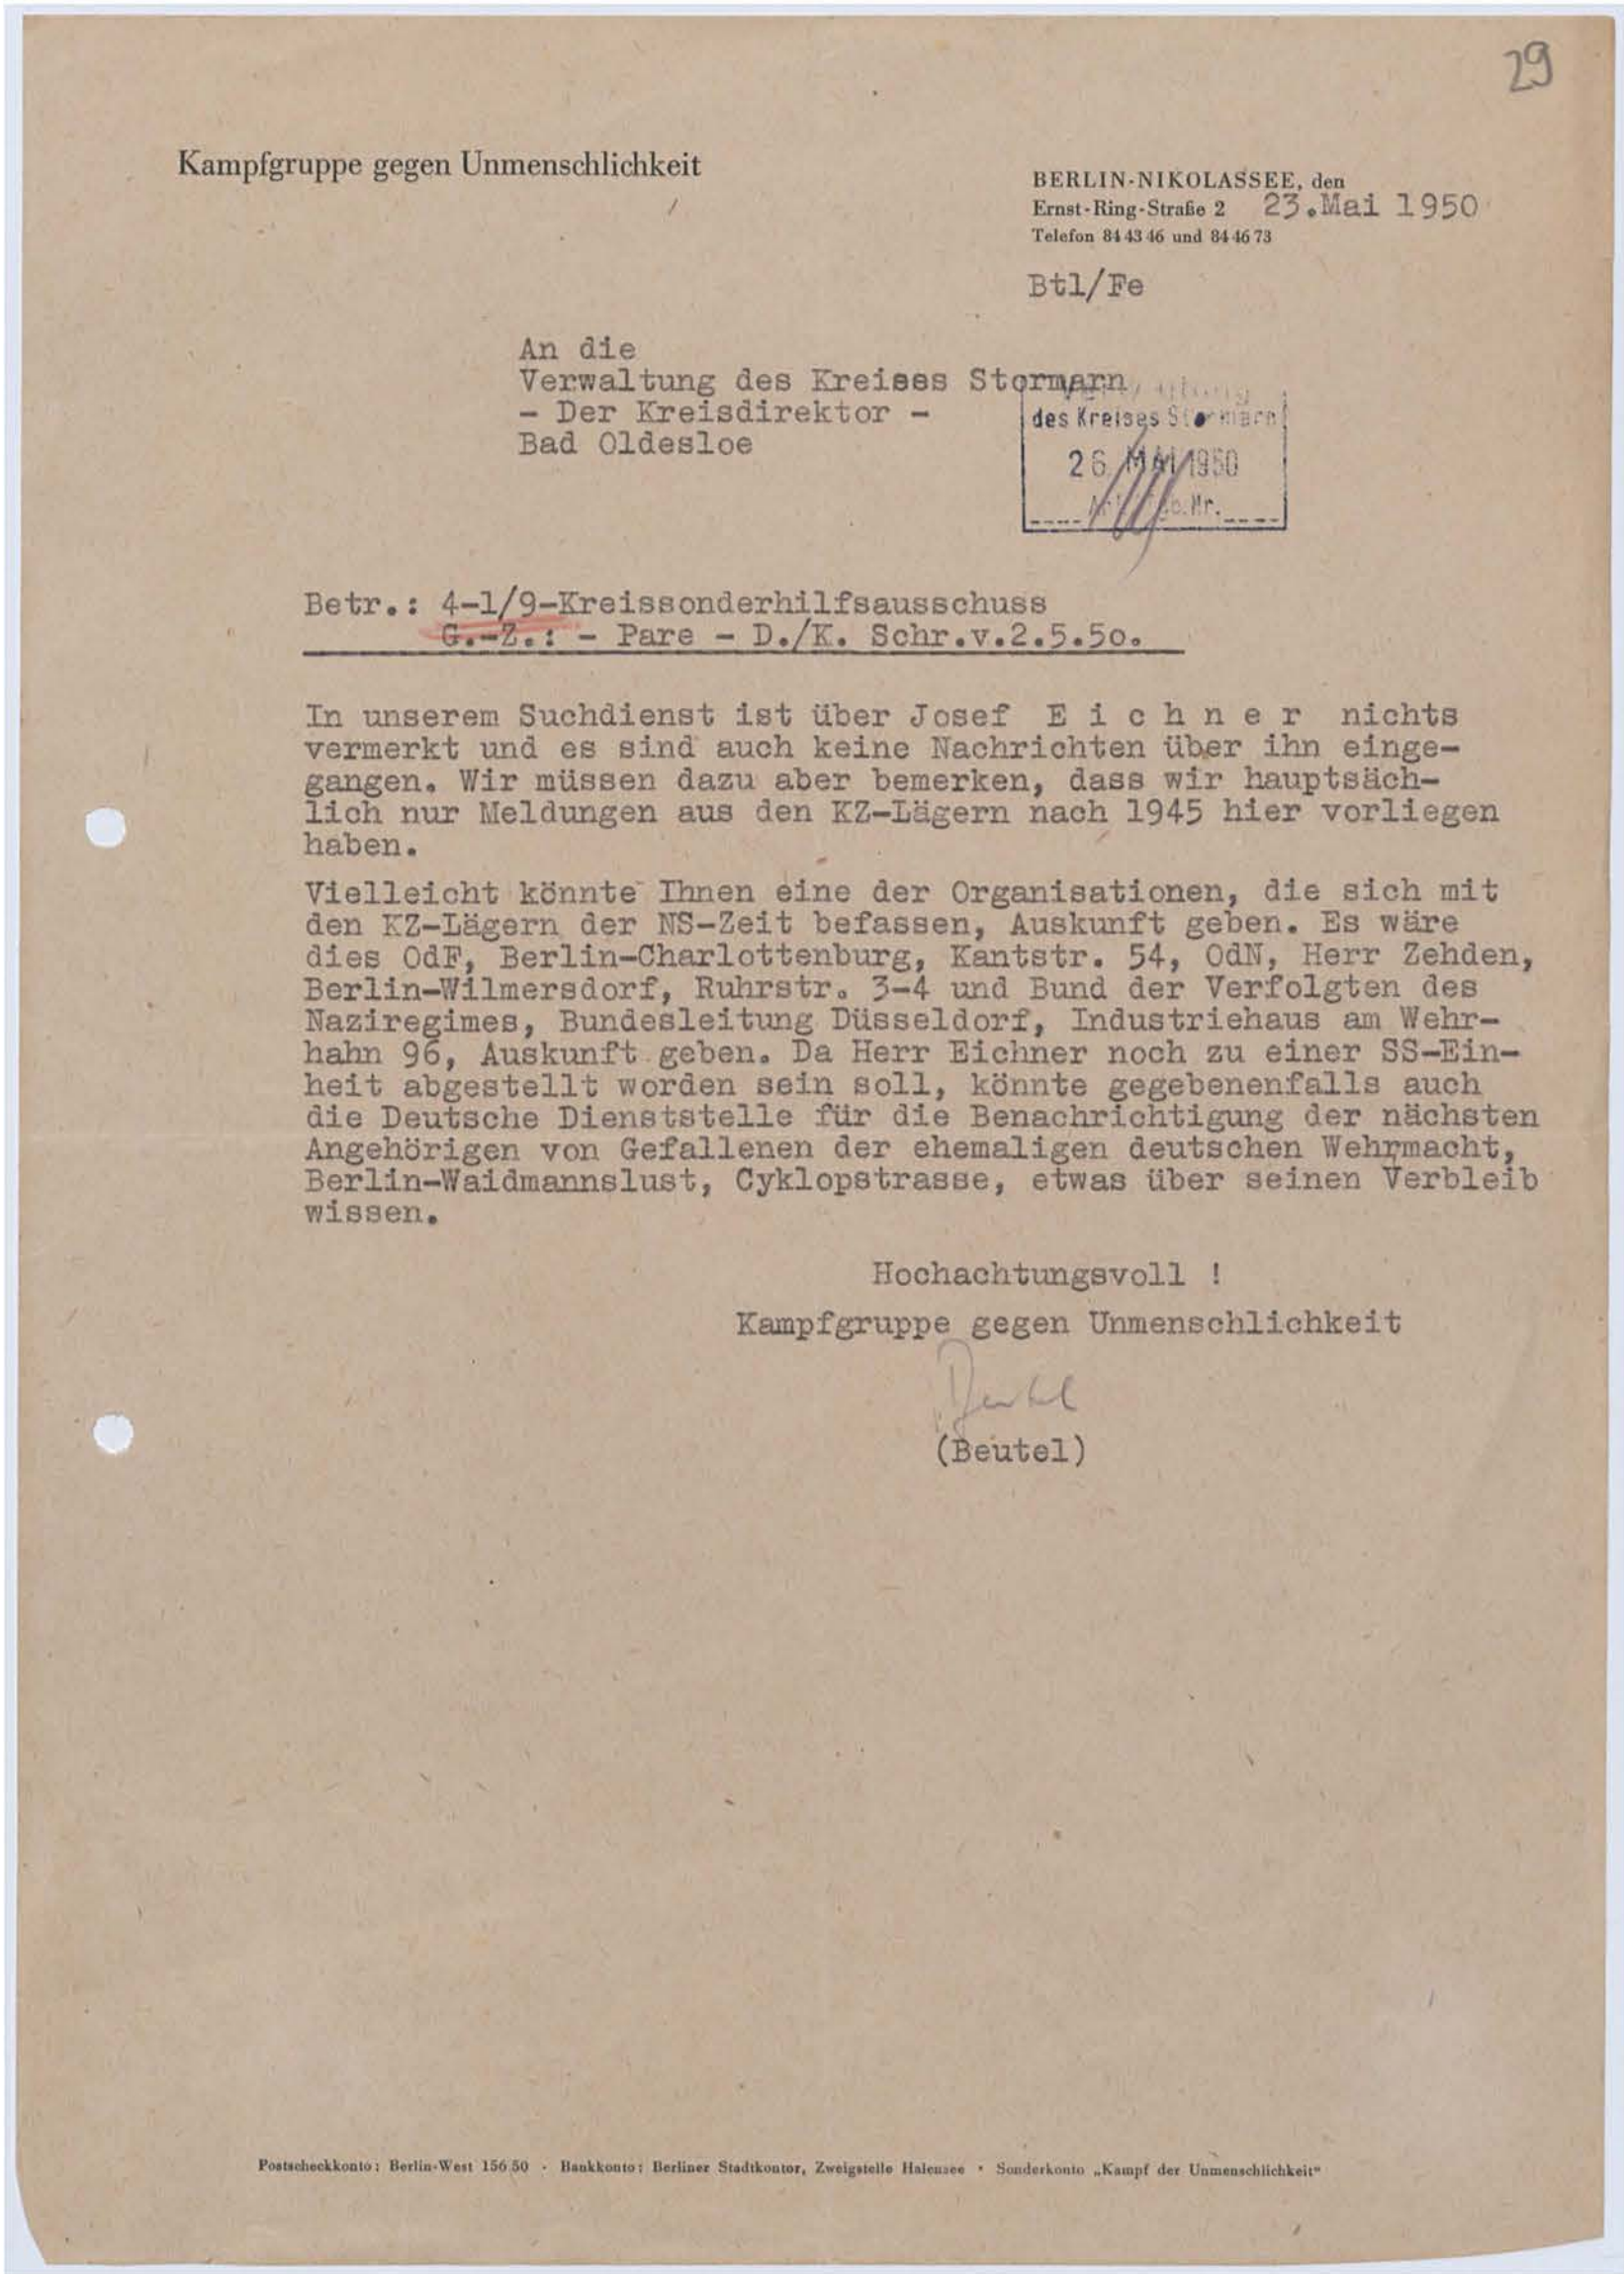 29
Kampfgruppe gegen Unmenschlichkeit
BERLIN-NIKOLASSEE, den
Ernst-Ring-Straße 2 23.Mai 1950
Telefon 84 43 46 und 84 46 73
Btl/Fe
An die
Verwaltung des Kreises Stormarn
- Der Kreisdirektor -
Bad Oldesloe
des Kreises Stormarn
26. MAI 1950
Betr.: 4-1/9-Kreissonderhilfsausschuss
G.-Z.: - Pare - D./K. Schr.v.2.5.50.
In unserem Suchdienst ist über Josef E i c h n e r nichts
vermerkt und es sind auch keine Nachrichten über ihn einge-
gangen. Wir müssen dazu aber bemerken, dass wir hauptsäch-
lich nur Meldungen aus den KZ-Lägern nach 1945 hier vorliegen
haben.
Vielleicht könnte Ihnen eine der Organisationen, die sich mit
den KZ-Lägern der NS-Zeit befassen, Auskunft geben. Es wäre
dies OdF, Berlin-Charlottenburg, Kantstr. 54, OdN, Herr Zehden,
Berlin-Wilmersdorf, Ruhrstr. 3-4 und Bund der Verfolgten des
Naziregimes, Bundesleitung Düsseldorf, Industriehaus am Wehr-
hahn 96, Auskunft geben. Da Herr Eichner noch zu einer SS-Ein-
heit abgestellt worden sein soll, könnte gegebenenfalls auch
die Deutsche Dienststelle für die Benachrichtigung der nächsten
Angehörigen von Gefallenen der ehemaligen deutschen Wehrmacht,
Berlin-Waidmannslust, Cyklopstrasse, etwas über seinen Verbleib
wissen.
Hochachtungsvoll !
Kampfgruppe gegen Unmenschlichkeit
Beutel
(Beutel)
Postscheckkonto: Berlin-West 156 50 · Bankkonto: Berliner Stadtkontor, Zweigstelle Halensee · Sonderkonto „Kampf der Unmenschlichkeit“